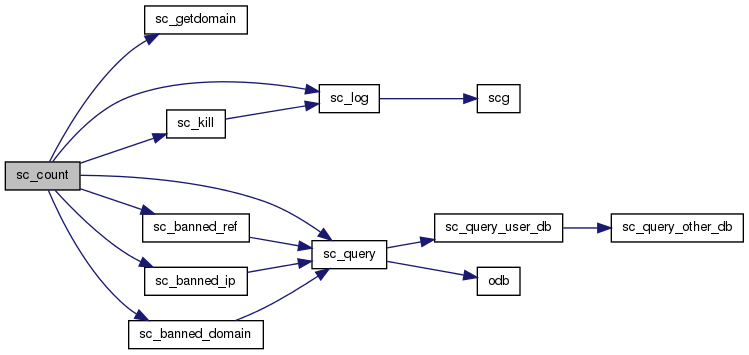 sc_getdomain
sc_log
scg
sc_kill
sc_count
sc_banned_ref
sc_query_user_db
sc_query_other_db
sc_query
sc_banned_ip
odb
sc_banned_domain